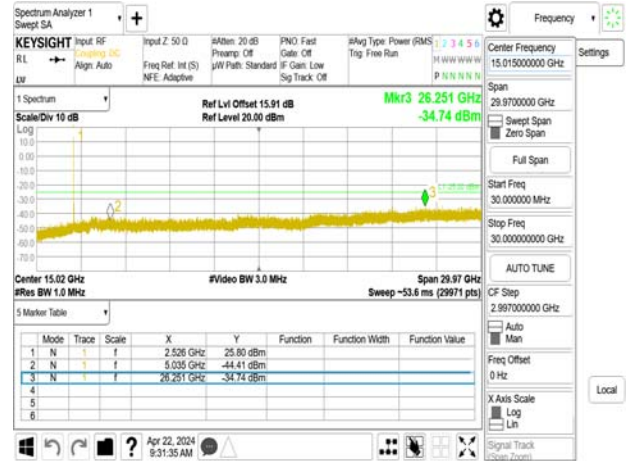 Spectrum Analyzer 1
Swept SA
+
Frequency
Settings
KEYSIGHT
Input: RF
Coupling: DC
Align: Auto
Input Z: 50 Ω
Freq Ref: Int (S)
NFE: Adaptive
#Atten: 20 dB
Preamp: Off
µW Path: Standard
PNO: Fast
Gate: Off
IF Gain: Low
Sig Track: Off
#Avg Type: Power (RMS
Trig: Free Run
1 2 3 4 5 6
M W W W W W
P N N N N N
RL
1 Spectrum
Scale/Div 10 dB
Ref Lvl Offset 15.91 dB
Ref Level 20.00 dBm
Mkr3 26.251 GHz
-34.74 dBm
Log
10.0
0.00
-10.0
-20.0
-30.0
-40.0
-50.0
-60.0
-70.0
1
2
3
Center 15.02 GHz
#Video BW 3.0 MHz
Span 29.97 GHz
#Res BW 1.0 MHz
Sweep ~53.6 ms (29971 pts)
5 Marker Table
Mode Trace Scale X Y Function Function Width Function Value
1 N 1 f 2.526 GHz 25.80 dBm
2 N 1 f 5.035 GHz -44.41 dBm
3 N 1 f 26.251 GHz -34.74 dBm
4
5
6
Apr 22, 2024
9:31:35 AM
Center Frequency
15.015000000 GHz
Span
29.9700000 GHz
Swept Span
Zero Span
Full Span
Start Freq
30.000000 MHz
Stop Freq
30.000000000 GHz
AUTO TUNE
CF Step
2.997000000 GHz
Auto
Man
Freq Offset
0 Hz
X Axis Scale
Log
Lin
Signal Track
(Span Zoom)
Local